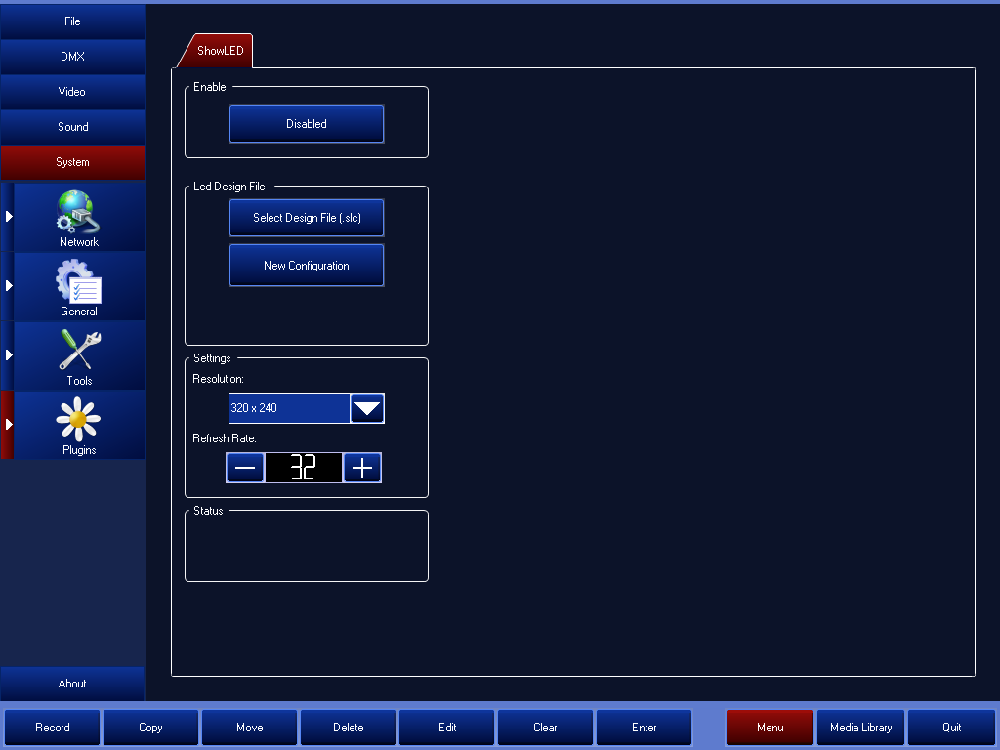 File
DMX
Video
Sound
System
Network
General
Tools
Plugins
About
ShowLED
Enable
Disabled
Led Design File
Select Design File (.slc)
New Configuration
Settings
Resolution:
320 x 240
Refresh Rate:
32
Status
Record
Copy
Move
Delete
Edit
Clear
Enter
Menu
Media Library
Quit